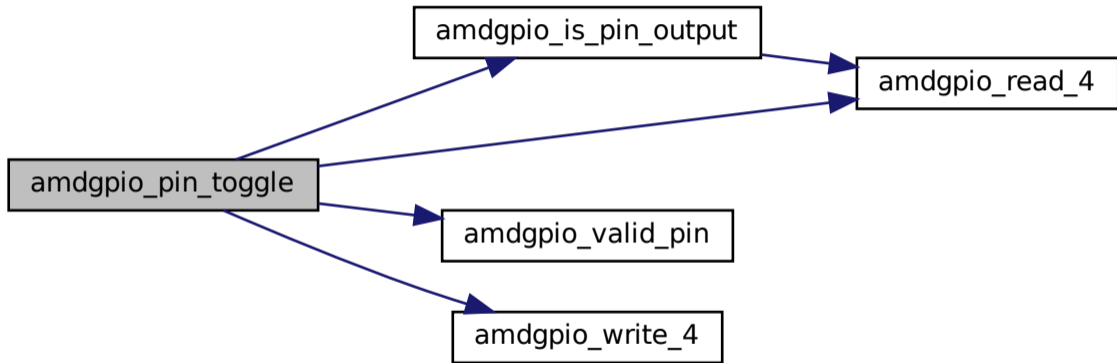 amdgpio_is_pin_output
amdgpio_read_4
amdgpio_pin_toggle
amdgpio_valid_pin
amdgpio_write_4